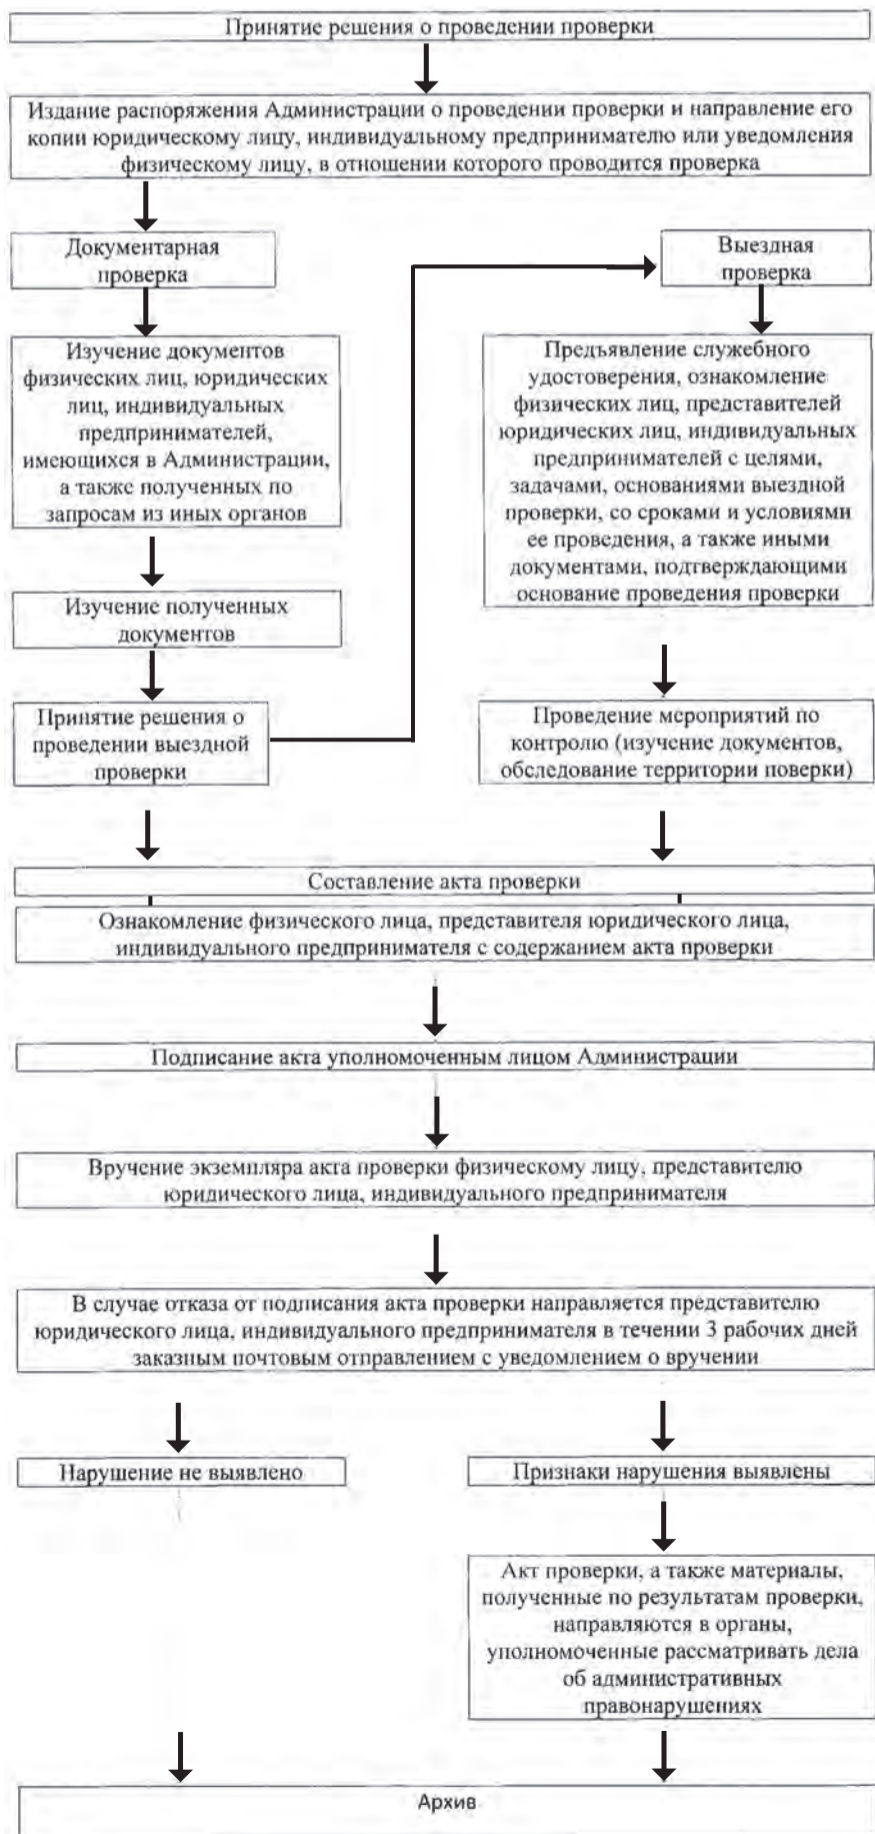 Принятие решения о проведении проверки
Издание распоряжения Администрации о проведении проверки и направление его
копии юридическому лицу, индивидуальному предпринимателю или уведомления
физическому лицу, в отношении которого проводится проверка
Документарная
проверка
Изучение документов
физических лиц, юридических
лиц, индивидуальных
предпринимателей,
имеющихся в Администрации,
а также полученных по
запросам из иных органов
Изучение полученных
документов
Принятие решения о
проведении выездной
проверки
Выездная
проверка
Предъявление служебного
удостоверения, ознакомление
физических лиц, представителей
юридических лиц, индивидуальных
предпринимателей с целями,
задачами, основаниями выездной
проверки, со сроками и условиями
ее проведения, а также иными
документами, подтверждающими
основание проведения проверки
Проведение мероприятий по
контролю (изучение документов,
обследование территории поверки)
Составление акта проверки
Ознакомление физического лица, представителя юридического лица,
индивидуального предпринимателя с содержанием акта проверки
Подписание акта уполномоченным лицом Администрации
Вручение экземпляра акта проверки физическому лицу, представителю
юридического лица, индивидуального предпринимателя
В случае отказа от подписания акта проверки направляется представителю
юридического лица, индивидуального предпринимателя в течении 3 рабочих дней
заказным почтовым отправлением с уведомлением о вручении
Нарушение не выявлено
Признаки нарушения выявлены
Акт проверки, а также материалы,
полученные по результатам проверки,
направляются в органы,
уполномоченные рассматривать дела
об административных
правонарушениях
Архив